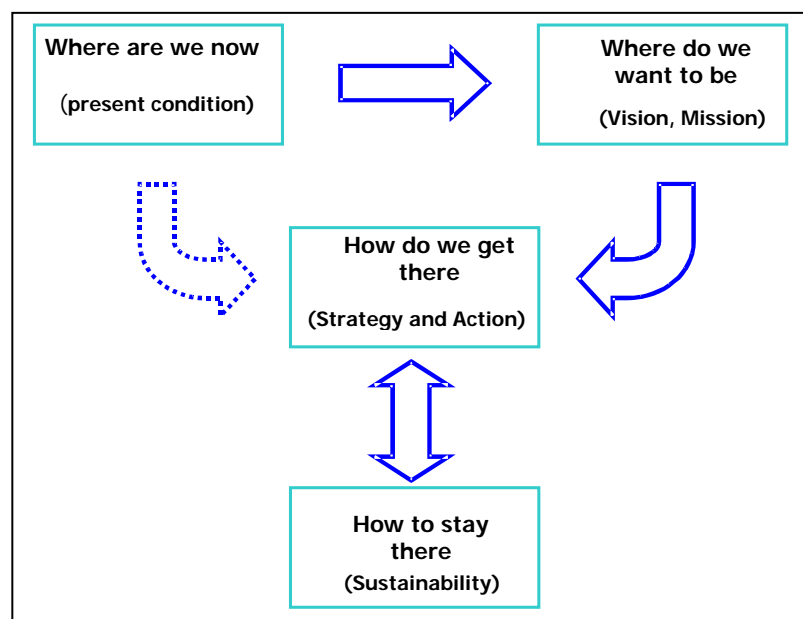 Where are we now
(present condition)
Where do we
want to be
(Vision, Mission)
How do we get
there
(Strategy and Action)
How to stay
there
(Sustainability)